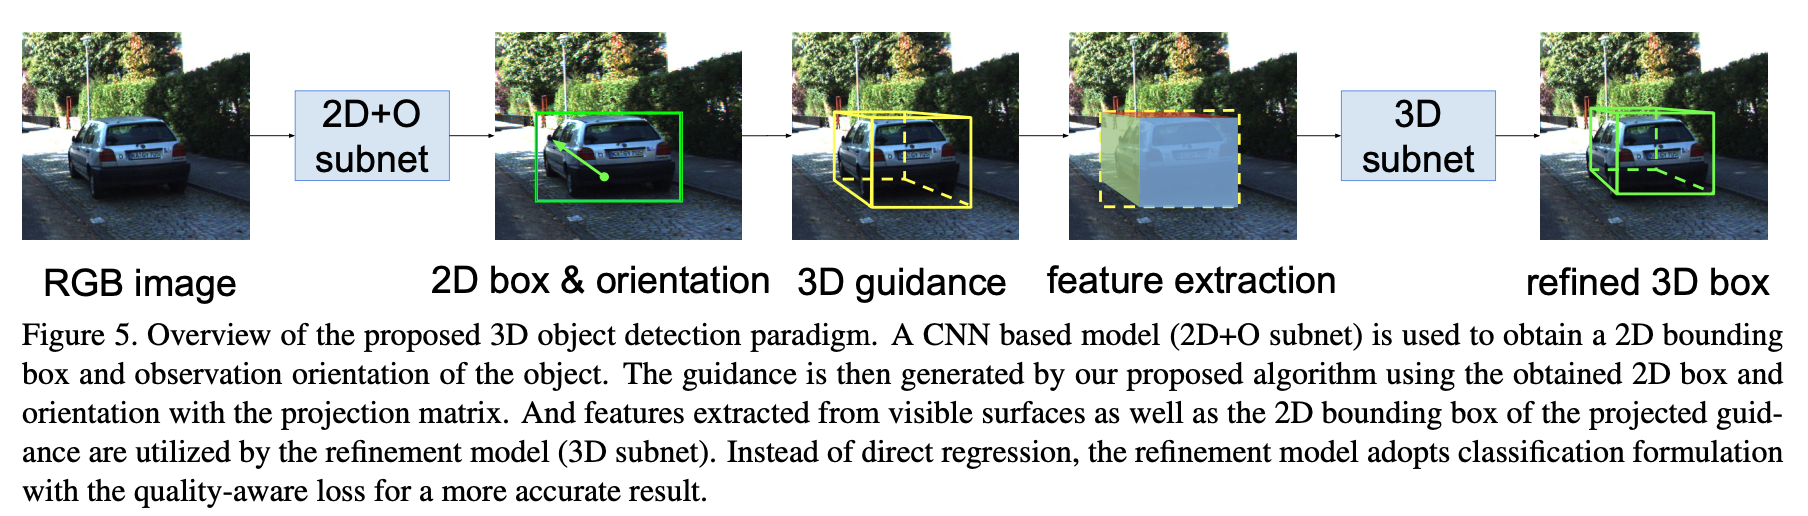 2D+O
subnet
3D
subnet
RGB image
2D box & orientation
3D guidance
feature extraction
refined 3D box
Figure 5. Overview of the proposed 3D object detection paradigm. A CNN based model (2D+O subnet) is used to obtain a 2D bounding
box and observation orientation of the object. The guidance is then generated by our proposed algorithm using the obtained 2D box and
orientation with the projection matrix. And features extracted from visible surfaces as well as the 2D bounding box of the projected guid-
ance are utilized by the refinement model (3D subnet). Instead of direct regression, the refinement model adopts classification formulation
with the quality-aware loss for a more accurate result.